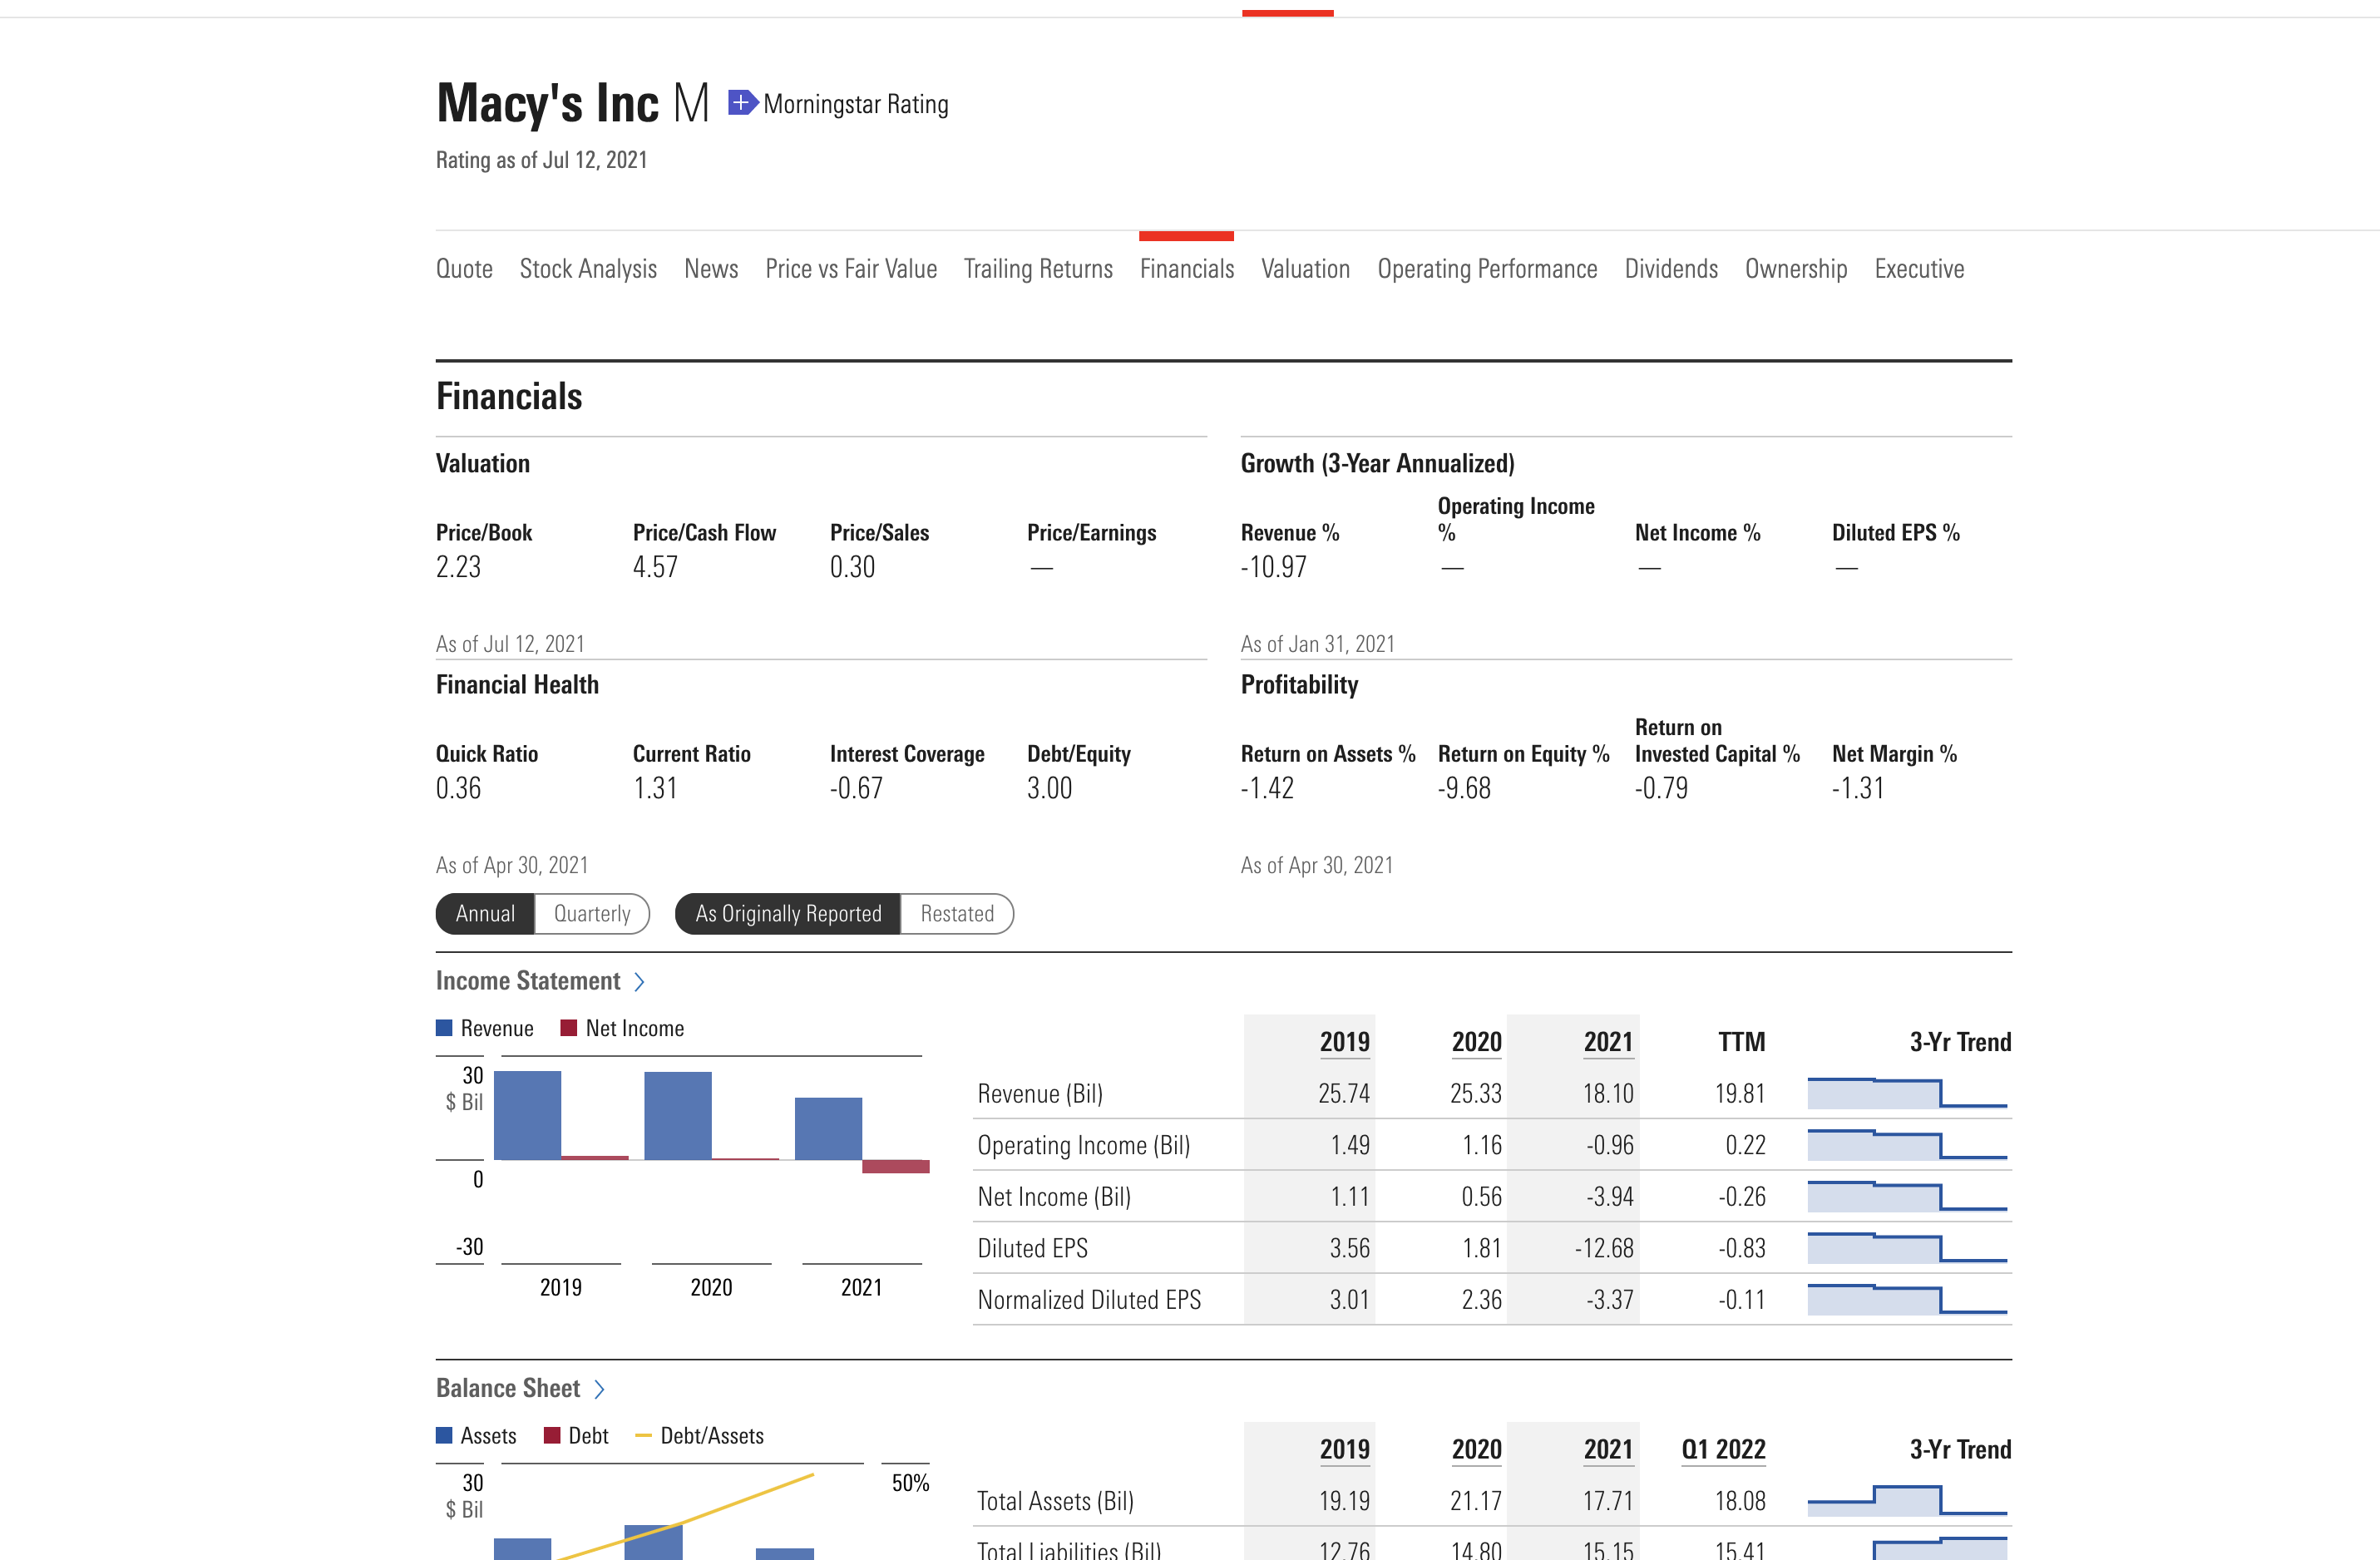 Macy's Inc M + Morningstar Rating
Rating as of Jul 12, 2021
Quote Stock Analysis News Price vs Fair Value Trailing Returns Financials Valuation Operating Performance Dividends Ownership Executive
Financials
Valuation
Price/Book Price/Cash Flow Price/Sales Price/Earnings
2.23 4.57 0.30 —
As of Jul 12, 2021
Growth (3-Year Annualized)
Revenue % Operating Income % Net Income % Diluted EPS %
-10.97 — — —
As of Jan 31, 2021
Financial Health
Quick Ratio Current Ratio Interest Coverage Debt/Equity
0.36 1.31 -0.67 3.00
As of Apr 30, 2021
Profitability
Return on Assets % Return on Equity % Return on Invested Capital % Net Margin %
-1.42 -9.68 -0.79 -1.31
As of Apr 30, 2021
Annual Quarterly As Originally Reported Restated
Income Statement
Revenue Net Income
30
$ Bil
0
-30
2019 2020 2021
2019 2020 2021 TTM 3-Yr Trend
Revenue (Bil) 25.74 25.33 18.10 19.81
Operating Income (Bil) 1.49 1.16 -0.96 0.22
Net Income (Bil) 1.11 0.56 -3.94 -0.26
Diluted EPS 3.56 1.81 -12.68 -0.83
Normalized Diluted EPS 3.01 2.36 -3.37 -0.11
Balance Sheet
Assets Debt Debt/Assets
30 50%
$ Bil
2019 2020 2021 Q1 2022 3-Yr Trend
Total Assets (Bil) 19.19 21.17 17.71 18.08
Total Liabilities (Bil) 12.76 14.80 15.15 15.41